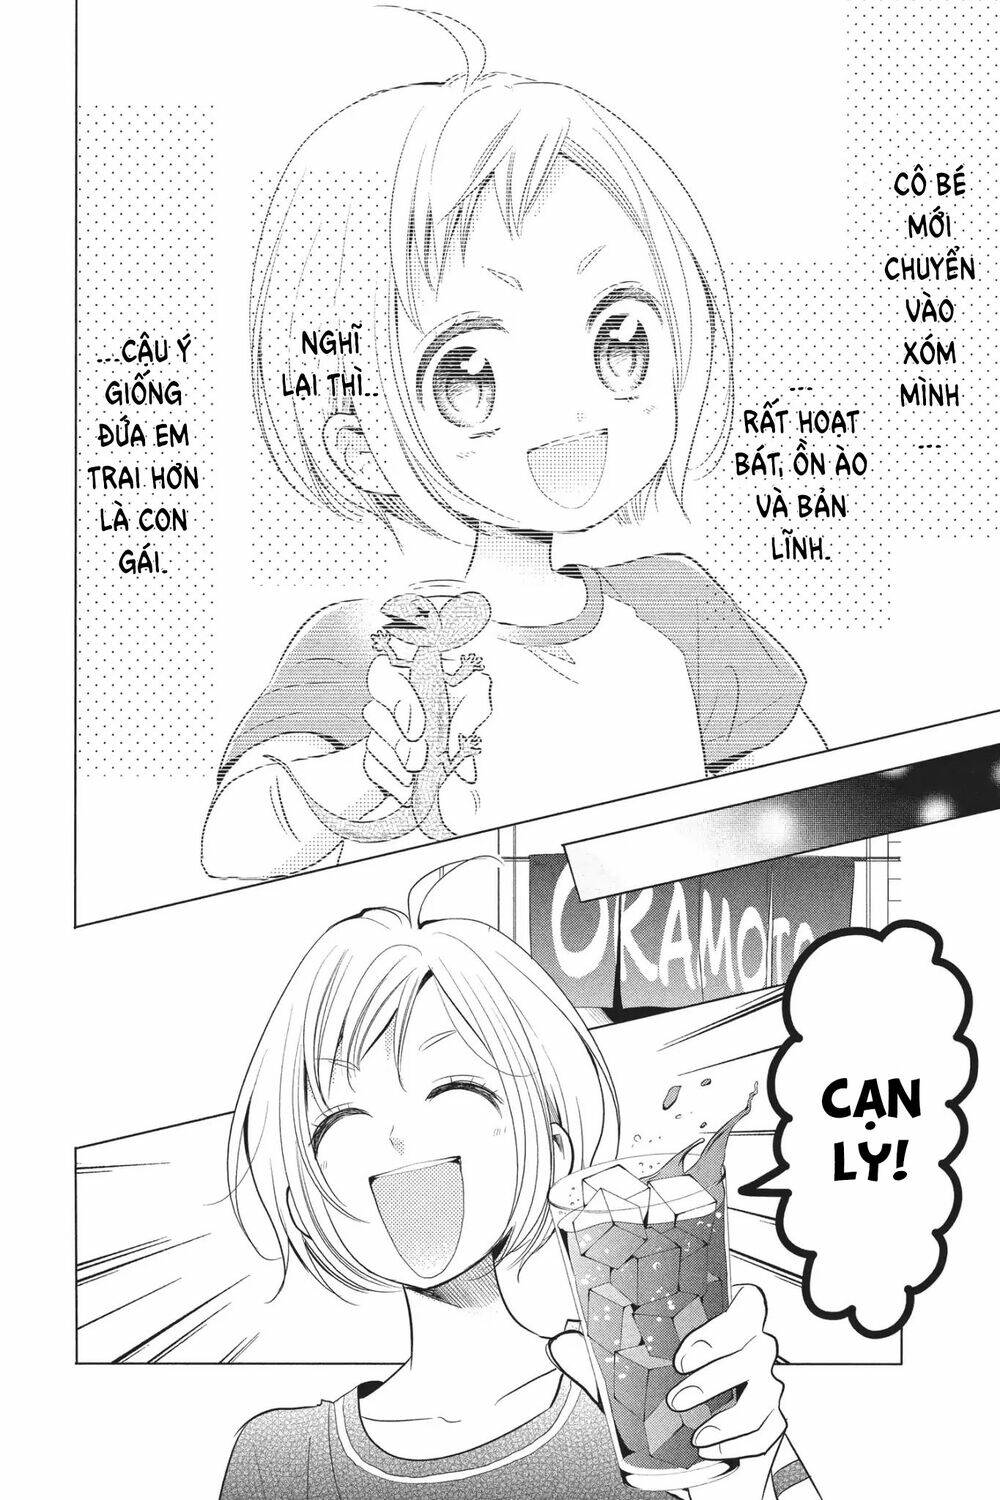 CÔ BÉ
MỚI
CHUYỂN
VÀO
XÓM
MÌNH
...
...
RẤT HOẠT
BÁT, ỒN ÀO
VÀ BẢN
LĨNH.
NGHĨ
LẠI THÌ..
...CẬU Ý
GIỐNG
ĐỨA EM
TRAI HƠN
LÀ CON
GÁI.
OKAMOTO
CẠN
LY!